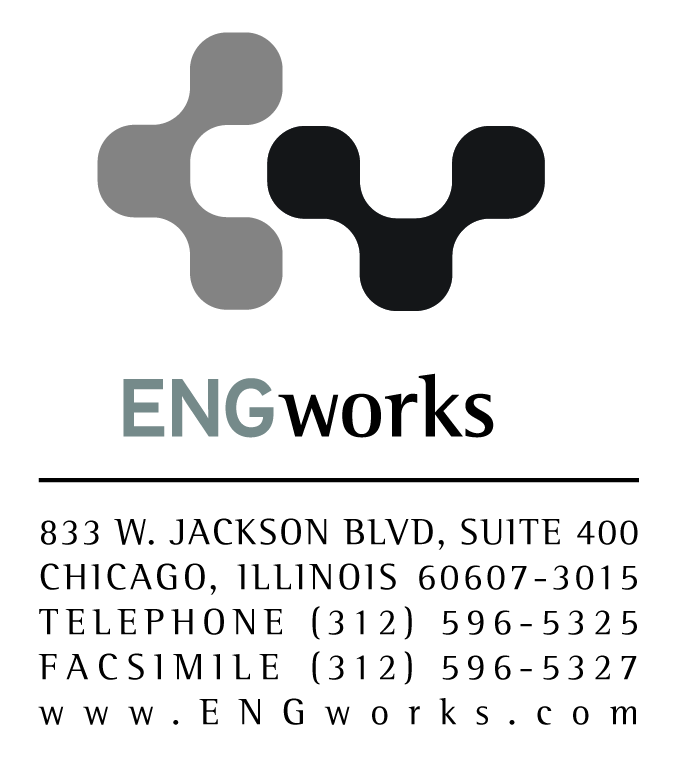 ENGworks
833 W. JACKSON BLVD, SUITE 400
CHICAGO, ILLINOIS 60607-3015
TELEPHONE (312) 596-5325
FACSIMILE (312) 596-5327
www.ENGworks.com